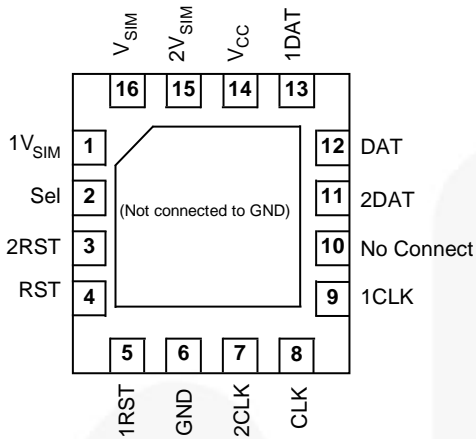 V_SIM
2V_SIM
V_CC
1DAT
16
15
14
13
1V_SIM
1
12
DAT
Sel
2
(Not connected to GND)
11
2DAT
2RST
3
10
No Connect
RST
4
9
1CLK
5
6
7
8
1RST
GND
2CLK
CLK